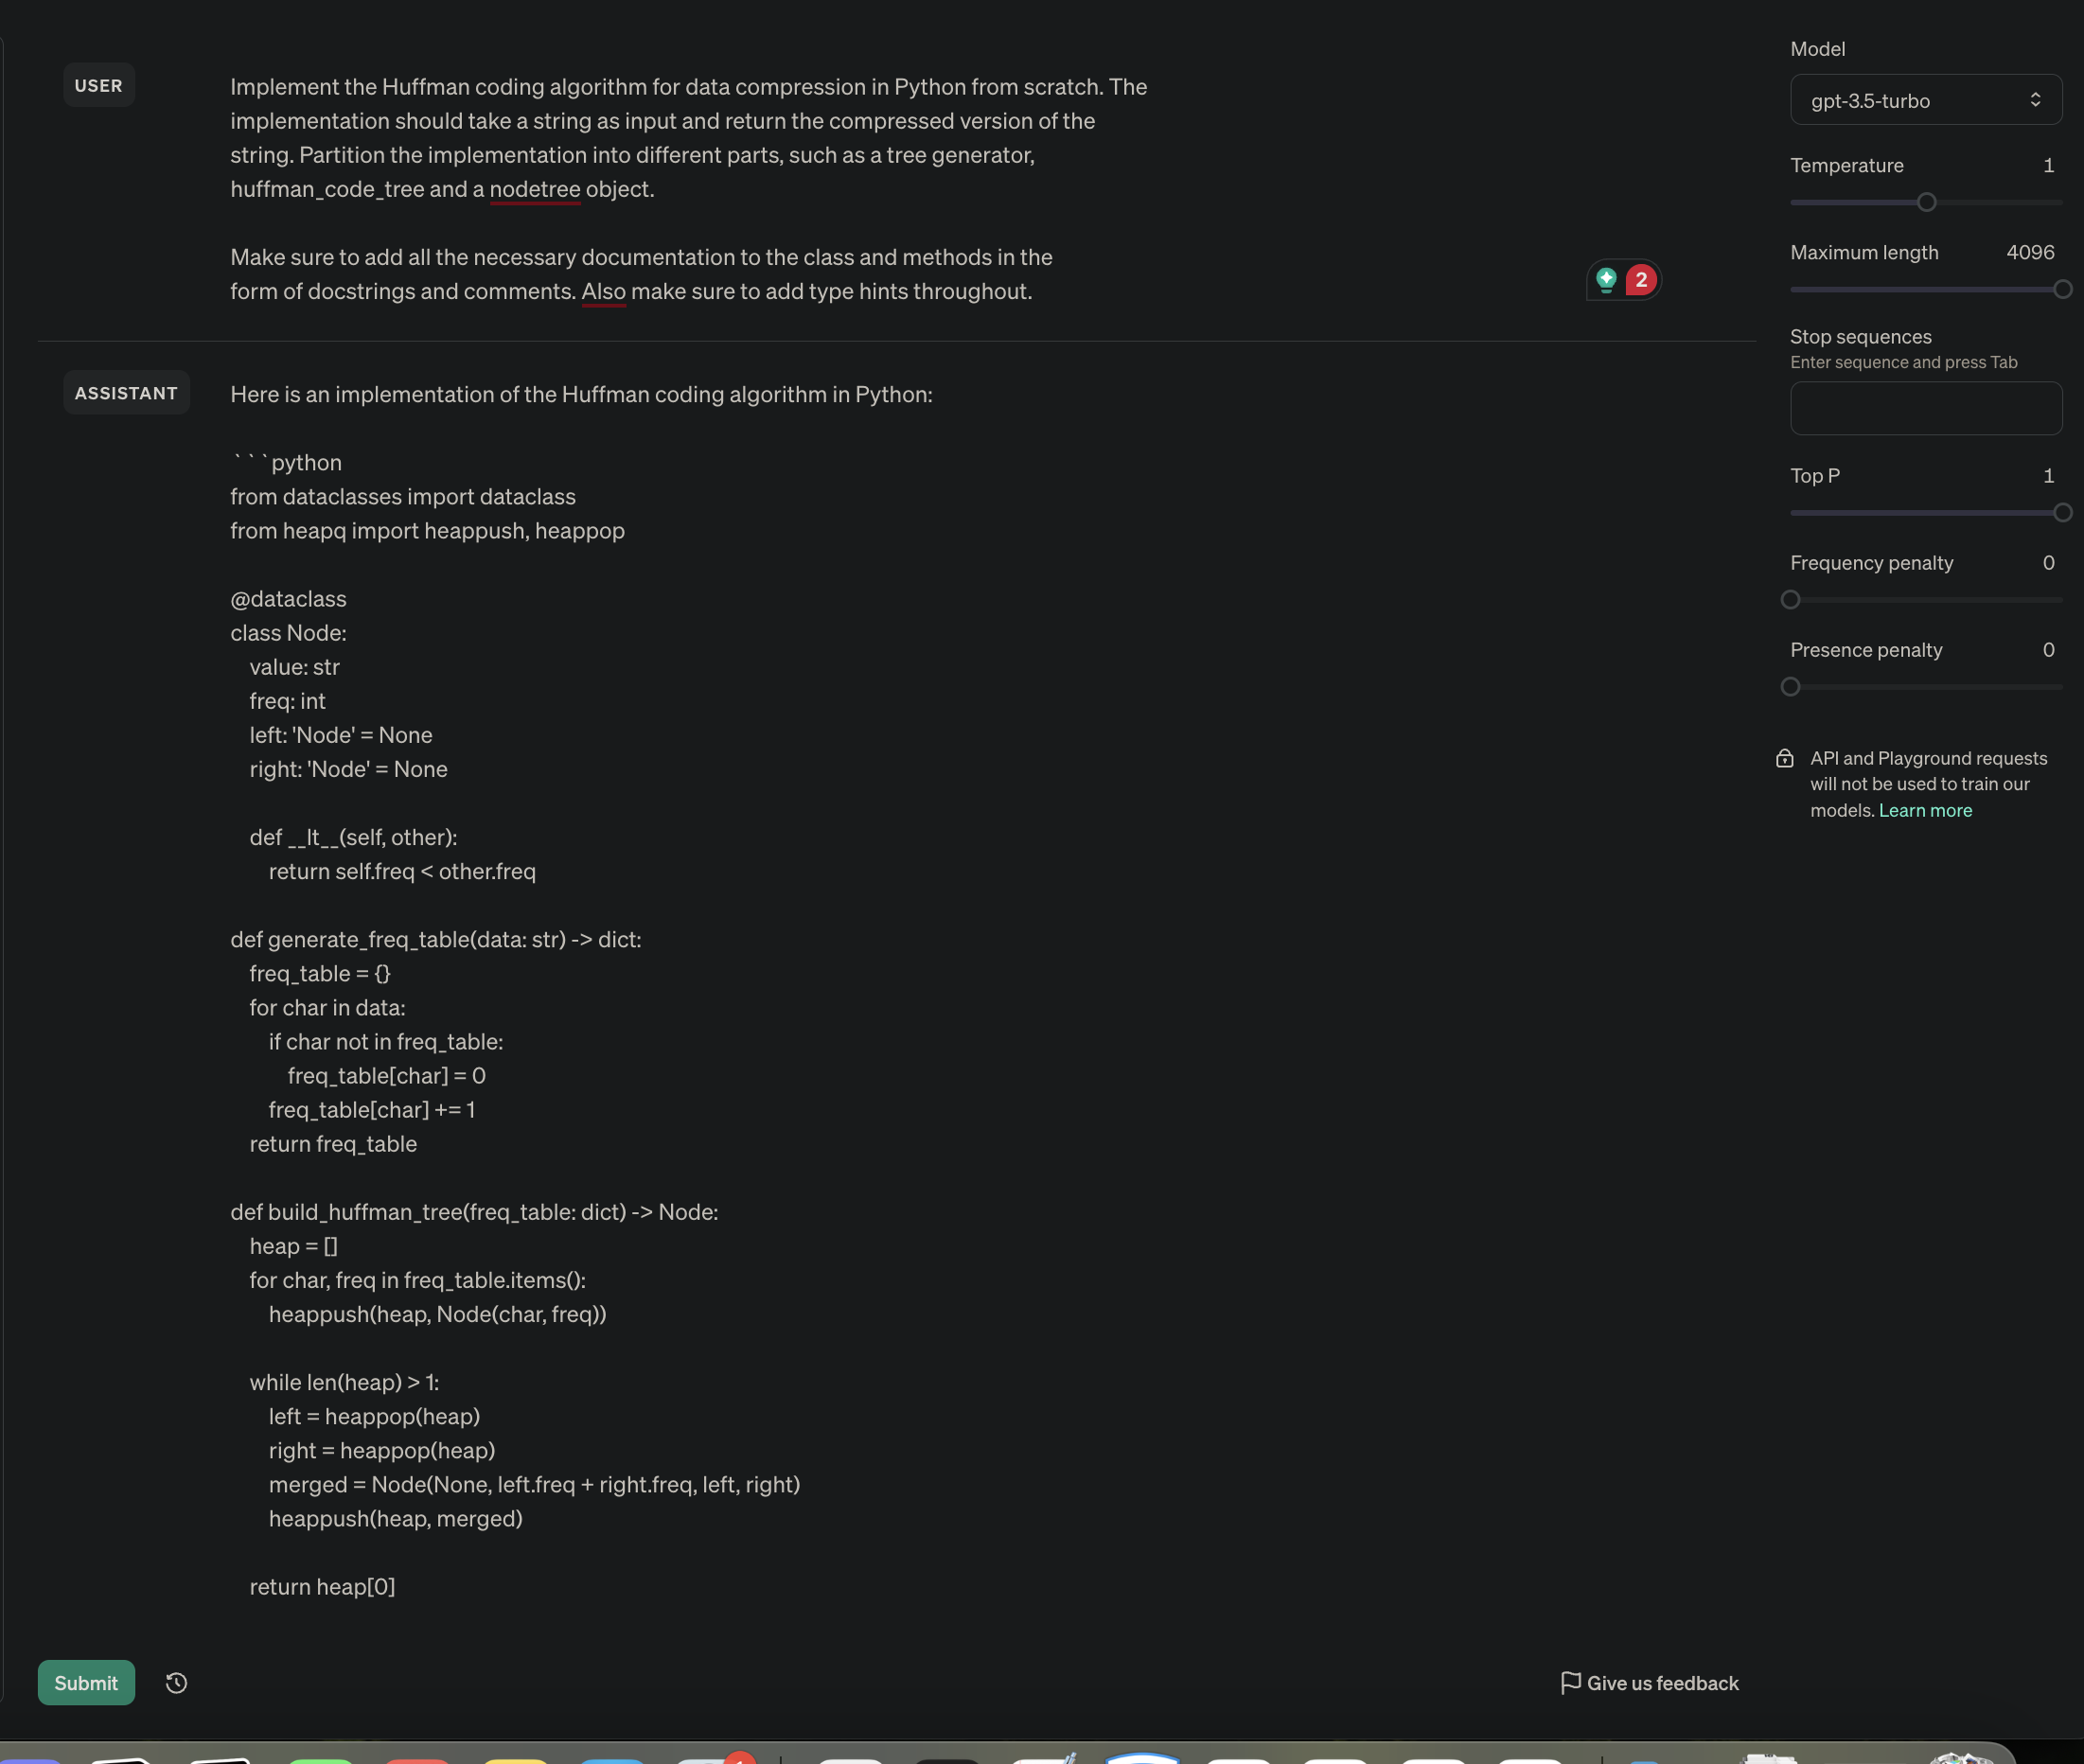 USER
Implement the Huffman coding algorithm for data compression in Python from scratch. The
implementation should take a string as input and return the compressed version of the
string. Partition the implementation into different parts, such as a tree generator,
huffman_code_tree and a nodetree object.
Make sure to add all the necessary documentation to the class and methods in the
form of docstrings and comments. Also make sure to add type hints throughout.
2
ASSISTANT
Here is an implementation of the Huffman coding algorithm in Python:
```python
from dataclasses import dataclass
from heapq import heappush, heappop
@dataclass
class Node:
    value: str
    freq: int
    left: 'Node' = None
    right: 'Node' = None
    def __lt__(self, other):
        return self.freq < other.freq
def generate_freq_table(data: str) -> dict:
    freq_table = {}
    for char in data:
        if char not in freq_table:
            freq_table[char] = 0
        freq_table[char] += 1
    return freq_table
def build_huffman_tree(freq_table: dict) -> Node:
    heap = []
    for char, freq in freq_table.items():
        heappush(heap, Node(char, freq))
    while len(heap) > 1:
        left = heappop(heap)
        right = heappop(heap)
        merged = Node(None, left.freq + right.freq, left, right)
        heappush(heap, merged)
    return heap[0]
Submit
Give us feedback
Model
gpt-3.5-turbo
Temperature 1
Maximum length 4096
Stop sequences
Enter sequence and press Tab
Top P 1
Frequency penalty 0
Presence penalty 0
API and Playground requests
will not be used to train our
models. Learn more